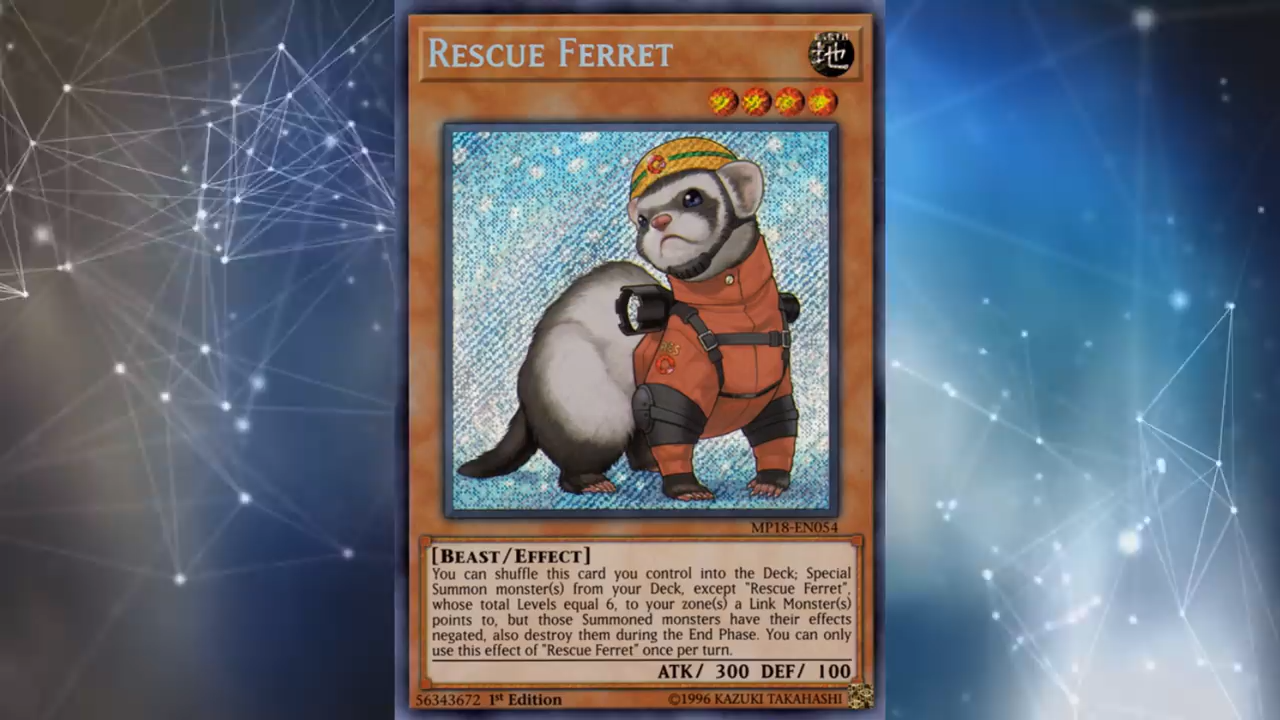 RESCUE FERRET
EARTH
地
MP18-EN054
[BEAST/EFFECT]
You can shuffle this card you control into the Deck; Special
Summon monster(s) from your Deck, except "Rescue Ferret",
whose total Levels equal 6, to your zone(s) a Link Monster(s)
points to, but those Summoned monsters have their effects
negated, also destroy them during the End Phase. You can only
use this effect of "Rescue Ferret" once per turn.
ATK/ 300 DEF/ 100
56343672 1st Edition ©1996 KAZUKI TAKAHASHI